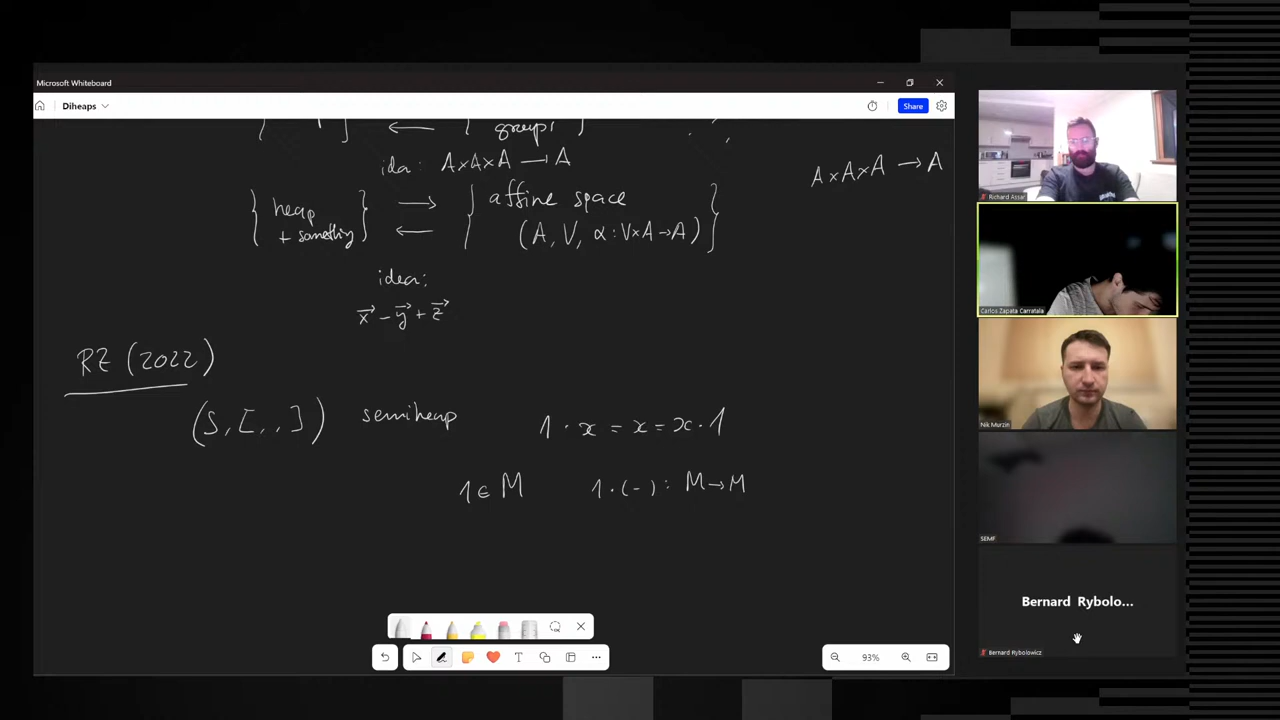 Microsoft Whiteboard
Diheaps
Share
groups
idea: A×A×A → A
A×A×A → A
{ heap + something } → ← { affine space (A, V, α: V×A→A) }
idea:
x⃗ − y⃗ + z⃗
RZ (2022)
(S, [,,]) semiheap
1 · x = x = x · 1
1 ∈ M 1·(−): M→M
93%
Richard Assar
Carlos Zapata Carratala
Nik Murzin
SEMF
Bernard Rybolo...
Bernard Rybolowicz